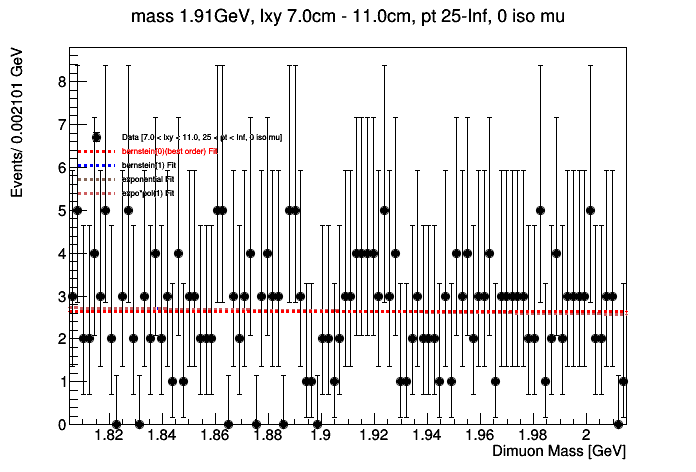 mass 1.91GeV, lxy 7.0cm - 11.0cm, pt 25-Inf, 0 iso mu
Events/ 0.002101 GeV
8
7
6
5
4
3
2
1
0
Data [7.0 < lxy < 11.0, 25 < pt < Inf, 0 iso mu]
bernstein[0](best order) Fit
bernstein[1] Fit
exponential Fit
expo*pol(1) Fit
1.82 1.84 1.86 1.88 1.9 1.92 1.94 1.96 1.98 2
Dimuon Mass [GeV]